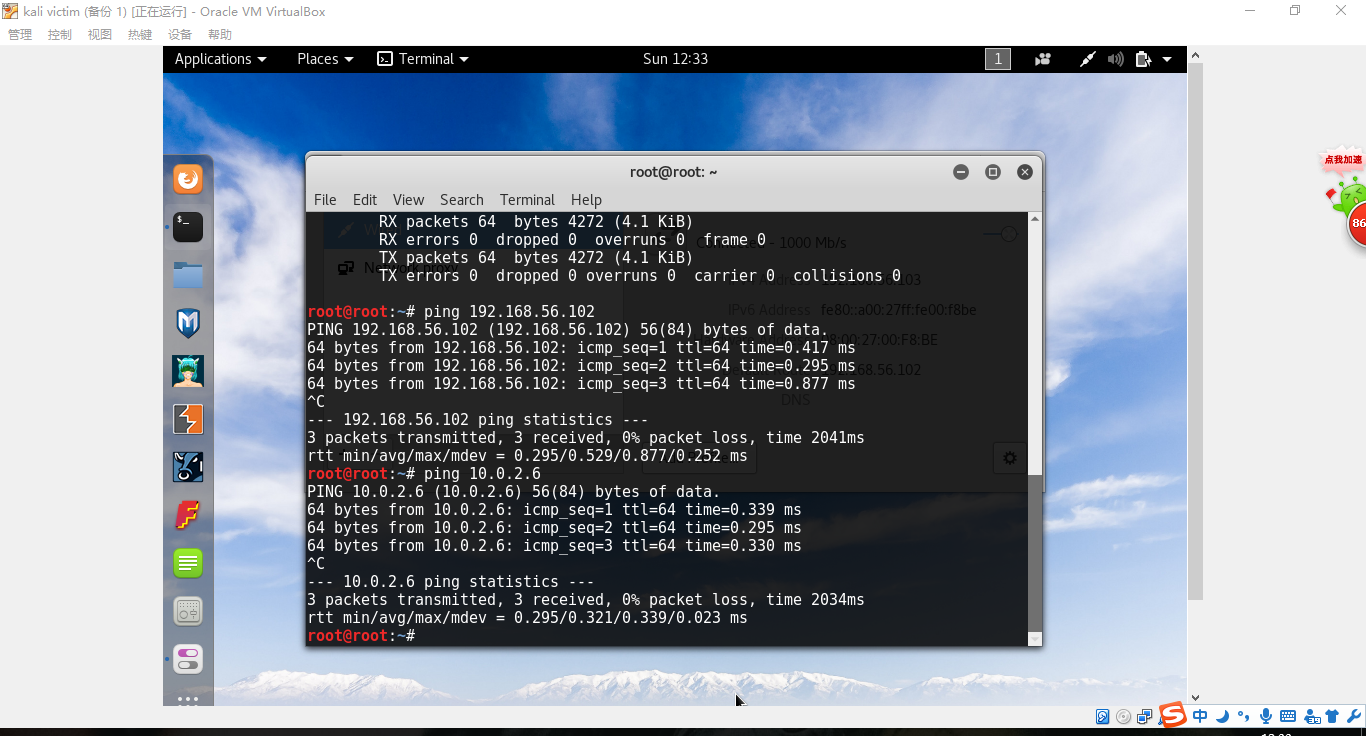 kali victim (备份 1) [正在运行] - Oracle VM VirtualBox
管理 控制 视图 热键 设备 帮助
Applications Places Terminal Sun 12:33 1
点我加速
86
root@root: ~
File Edit View Search Terminal Help
RX packets 64 bytes 4272 (4.1 KiB)
RX errors 0 dropped 0 overruns 0 frame 0
Connected - 1000 Mb/s
TX packets 64 bytes 4272 (4.1 KiB)
Network proxy
TX errors 0 dropped 0 overruns 0 carrier 0 collisions 0
IPv6 Address fe80::a00:27ff:fe00:f8be
root@root:~# ping 192.168.56.102
PING 192.168.56.102 (192.168.56.102) 56(84) bytes of data.
64 bytes from 192.168.56.102: icmp_seq=1 ttl=64 time=0.417 ms
64 bytes from 192.168.56.102: icmp_seq=2 ttl=64 time=0.295 ms
64 bytes from 192.168.56.102: icmp_seq=3 ttl=64 time=0.877 ms
^C
DNS
--- 192.168.56.102 ping statistics ---
3 packets transmitted, 3 received, 0% packet loss, time 2041ms
rtt min/avg/max/mdev = 0.295/0.529/0.877/0.252 ms
root@root:~# ping 10.0.2.6
PING 10.0.2.6 (10.0.2.6) 56(84) bytes of data.
64 bytes from 10.0.2.6: icmp_seq=1 ttl=64 time=0.339 ms
64 bytes from 10.0.2.6: icmp_seq=2 ttl=64 time=0.295 ms
64 bytes from 10.0.2.6: icmp_seq=3 ttl=64 time=0.330 ms
^C
--- 10.0.2.6 ping statistics ---
3 packets transmitted, 3 received, 0% packet loss, time 2034ms
rtt min/avg/max/mdev = 0.295/0.321/0.339/0.023 ms
root@root:~#
中